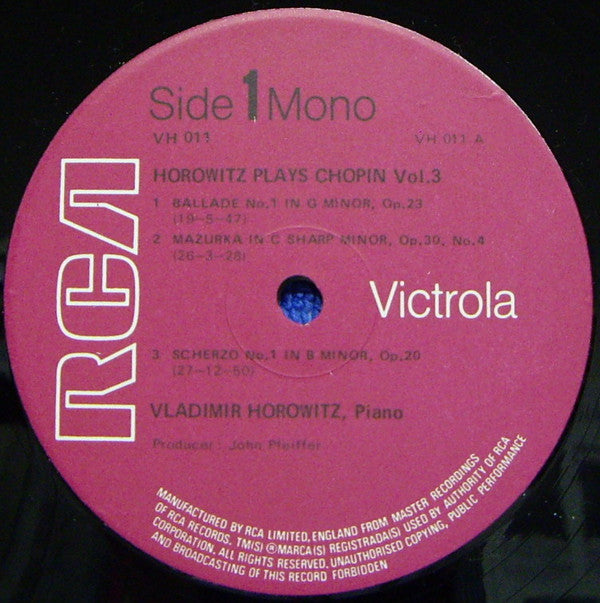 Side 1 Mono
VH 011 VH 011 A
HOROWITZ PLAYS CHOPIN Vol.3
1 BALLADE No.1 IN G MINOR, Op.23
(19-5-47)
2 MAZURKA IN C SHARP MINOR, Op.30, No.4
(26-3-28)
RCA
Victrola
3 SCHERZO No.1 IN B MINOR, Op.20
(27-12-50)
VLADIMIR HOROWITZ, Piano
Producer: John Pfeiffer
MANUFACTURED BY RCA LIMITED, ENGLAND FROM MASTER RECORDINGS
OF RCA RECORDS. TM(S) ® MARCA(S) REGISTRADA(S) USED BY AUTHORITY OF RCA
CORPORATION. ALL RIGHTS RESERVED. UNAUTHORISED COPYING, PUBLIC PERFORMANCE
AND BROADCASTING OF THIS RECORD FORBIDDEN